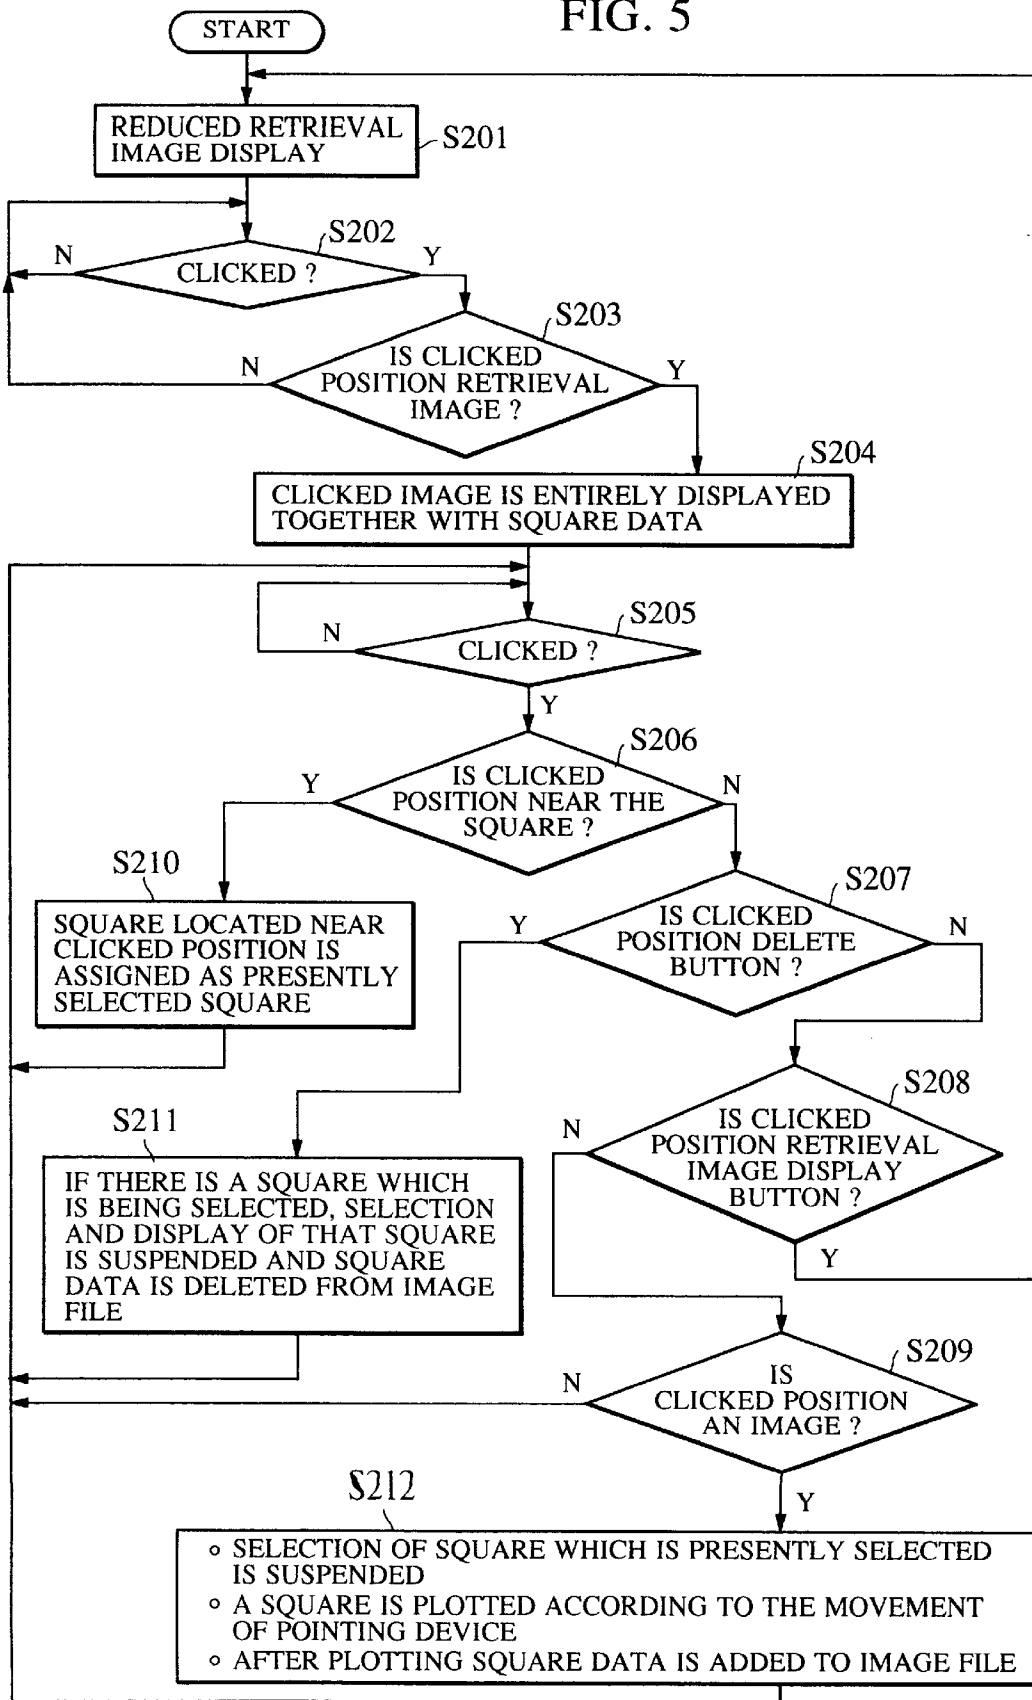 FIG. 5
START
REDUCED RETRIEVAL
IMAGE DISPLAY
S201
S202
N
CLICKED ?
Y
S203
N
IS CLICKED
POSITION RETRIEVAL
IMAGE ?
Y
S204
CLICKED IMAGE IS ENTIRELY DISPLAYED
TOGETHER WITH SQUARE DATA
S205
N
CLICKED ?
Y
S206
Y
IS CLICKED
POSITION NEAR THE
SQUARE ?
N
S210
SQUARE LOCATED NEAR
CLICKED POSITION IS
ASSIGNED AS PRESENTLY
SELECTED SQUARE
S207
Y
IS CLICKED
POSITION DELETE
BUTTON ?
N
S208
N
IS CLICKED
POSITION RETRIEVAL
IMAGE DISPLAY
BUTTON ?
Y
S211
IF THERE IS A SQUARE WHICH
IS BEING SELECTED, SELECTION
AND DISPLAY OF THAT SQUARE
IS SUSPENDED AND SQUARE
DATA IS DELETED FROM IMAGE
FILE
S209
N
IS
CLICKED POSITION
AN IMAGE ?
Y
S212
∘ SELECTION OF SQUARE WHICH IS PRESENTLY SELECTED
IS SUSPENDED
∘ A SQUARE IS PLOTTED ACCORDING TO THE MOVEMENT
OF POINTING DEVICE
∘ AFTER PLOTTING SQUARE DATA IS ADDED TO IMAGE FILE